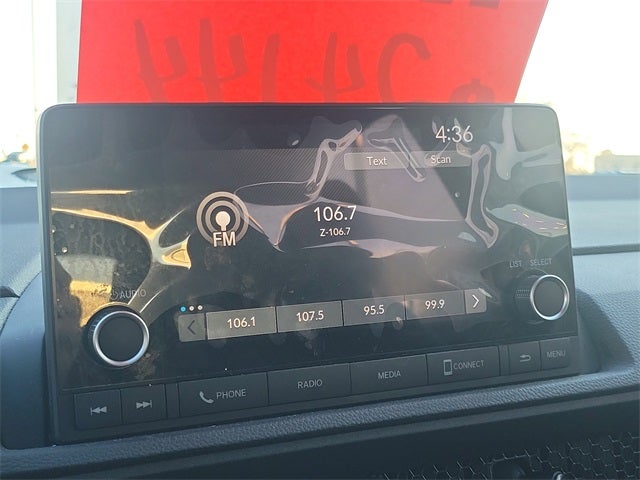 4:36
Text Scan
106.7
FM
Z-106.7
LIST SELECT
AUDIO
106.1 107.5 95.5 99.9
PHONE RADIO MEDIA CONNECT MENU